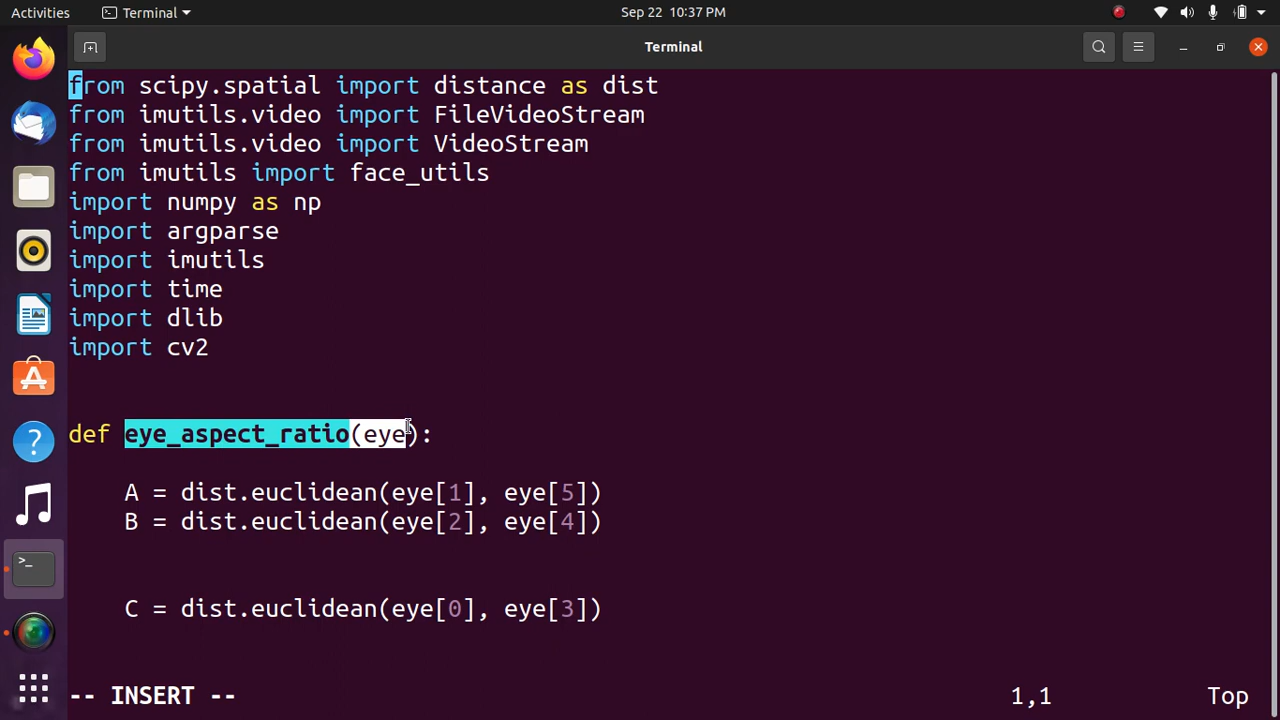 Activities Terminal Sep 22 10:37 PM
Terminal
from scipy.spatial import distance as dist
from imutils.video import FileVideoStream
from imutils.video import VideoStream
from imutils import face_utils
import numpy as np
import argparse
import imutils
import time
import dlib
import cv2
def eye_aspect_ratio(eye):
A = dist.euclidean(eye[1], eye[5])
B = dist.euclidean(eye[2], eye[4])
C = dist.euclidean(eye[0], eye[3])
-- INSERT -- 1,1 Top